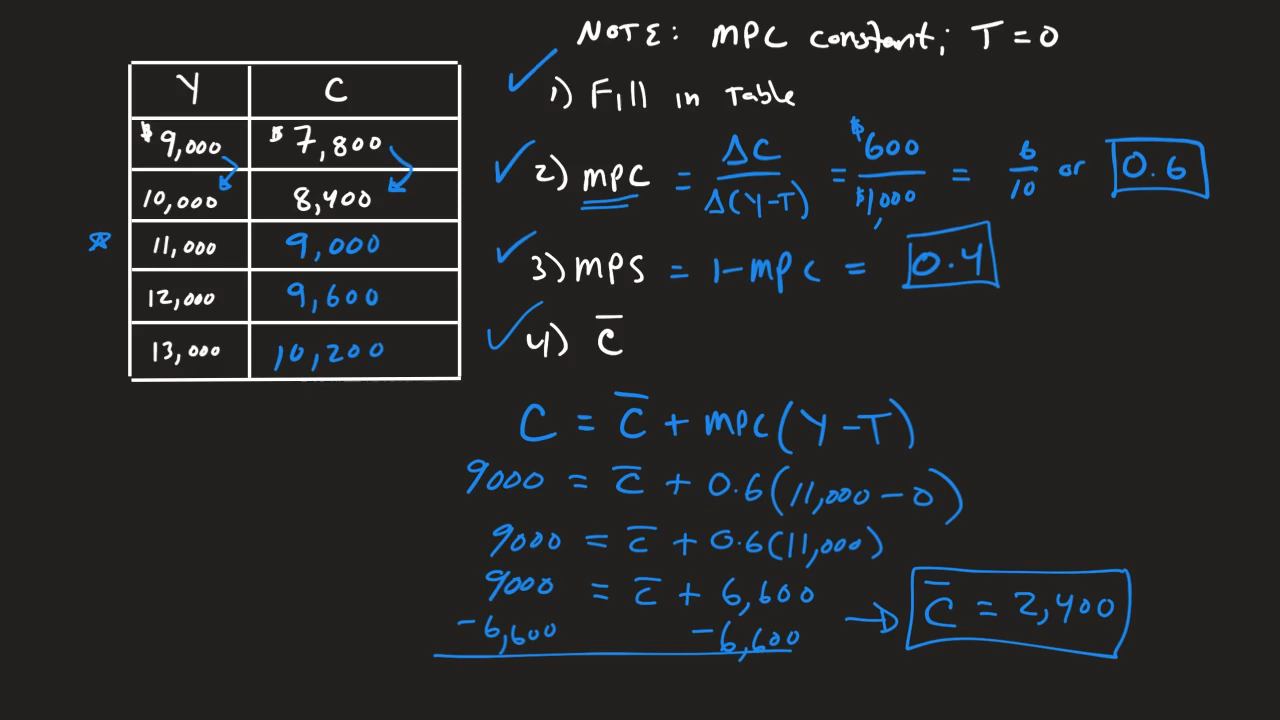 NOTE: MPC constant; T = 0
Y C
$9,000 $7,800
10,000 8,400
☆ 11,000 9,000
12,000 9,600
13,000 10,200
✓ 1) Fill in Table
✓ 2) MPC = ΔC / Δ(Y-T) = $600 / $1,000 = 6/10 or 0.6
✓ 3) MPS = 1-MPC = 0.4
✓ 4) C̅
C = C̅ + MPC(Y-T)
9000 = C̅ + 0.6(11,000 - 0)
9000 = C̅ + 0.6(11,000)
9000 = C̅ + 6,600
-6,600 -6,600
→ C̅ = 2,400